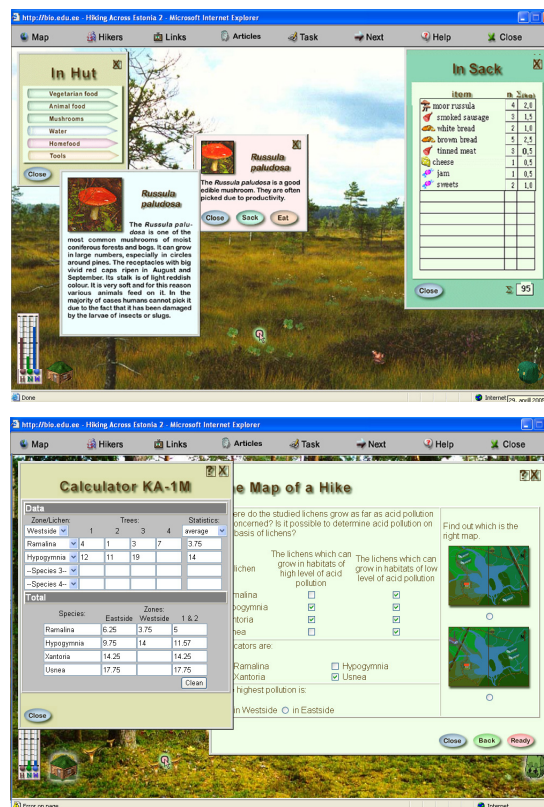 http://bio.edu.ee - Hiking Across Estonia 2 - Microsoft Internet Explorer
Map Hikers Links Articles Task Next Help Close
In Hut
Vegetarian food
Animal food
Mushrooms
Water
Homefood
Tools
Close
Russula
paludosa
The Russula palu-
dosa is one of the
most common mushrooms of moist
coniferous forests and bogs. It can grow
in large numbers, especially in circles
around pines. The receptacles with big
vivid red caps ripen in August and
September. Its stalk is of light reddish
colour. It is very soft and for this reason
various animals feed on it. In the
majority of cases humans cannot pick it
due to the fact that it has been damaged
by the larvae of insects or slugs.
Russula
paludosa
The Russula paludosa is a good
edible mushroom. They are often
picked due to productivity.
Close Sack Eat
In Sack
item n Σ(kg)
moor russula 4 2,0
smoked sausage 3 1,5
white bread 2 1,0
brown bread 5 2,5
tinned meat 3 0,5
cheese 1 0,5
jam 1 0,5
sweets 2 1,0
Close Σ 95
H N M
Done Internet 29. aprill 2005
http://bio.edu.ee - Hiking Across Estonia 2 - Microsoft Internet Explorer
Map Hikers Links Articles Task Next Help Close
Calculator KA-1M
Data
Zone/Lichen: Trees: Statistics:
Westside 1 2 3 4 average
Ramalina 4 1 3 7 3.75
Hypogymnia 12 11 19 14
--Species 3--
--Species 4--
Total
Species: Zones:
Eastside Westside 1 & 2
Ramalina 6.25 3.75 5
Hypogymnia 9.75 14 11.57
Xantoria 14.25 14.25
Usnea 17.75 17.75
Clean
Close
e Map of a Hike
ere do the studied lichens grow as far as acid pollution
concerned? Is it possible to determine acid pollution on
basis of lichens?
lichen
The lichens which can
grow in habitats of
high level of acid
pollution
The lichens which can
grow in habitats of low
level of acid pollution
malina
pogymnia
ntoria
nea
cators are:
Ramalina Hypogymnia
Xantoria Usnea
highest pollution is:
in Westside in Eastside
Find out which is the
right map.
Close Back Ready
H N M
Error on page. Internet